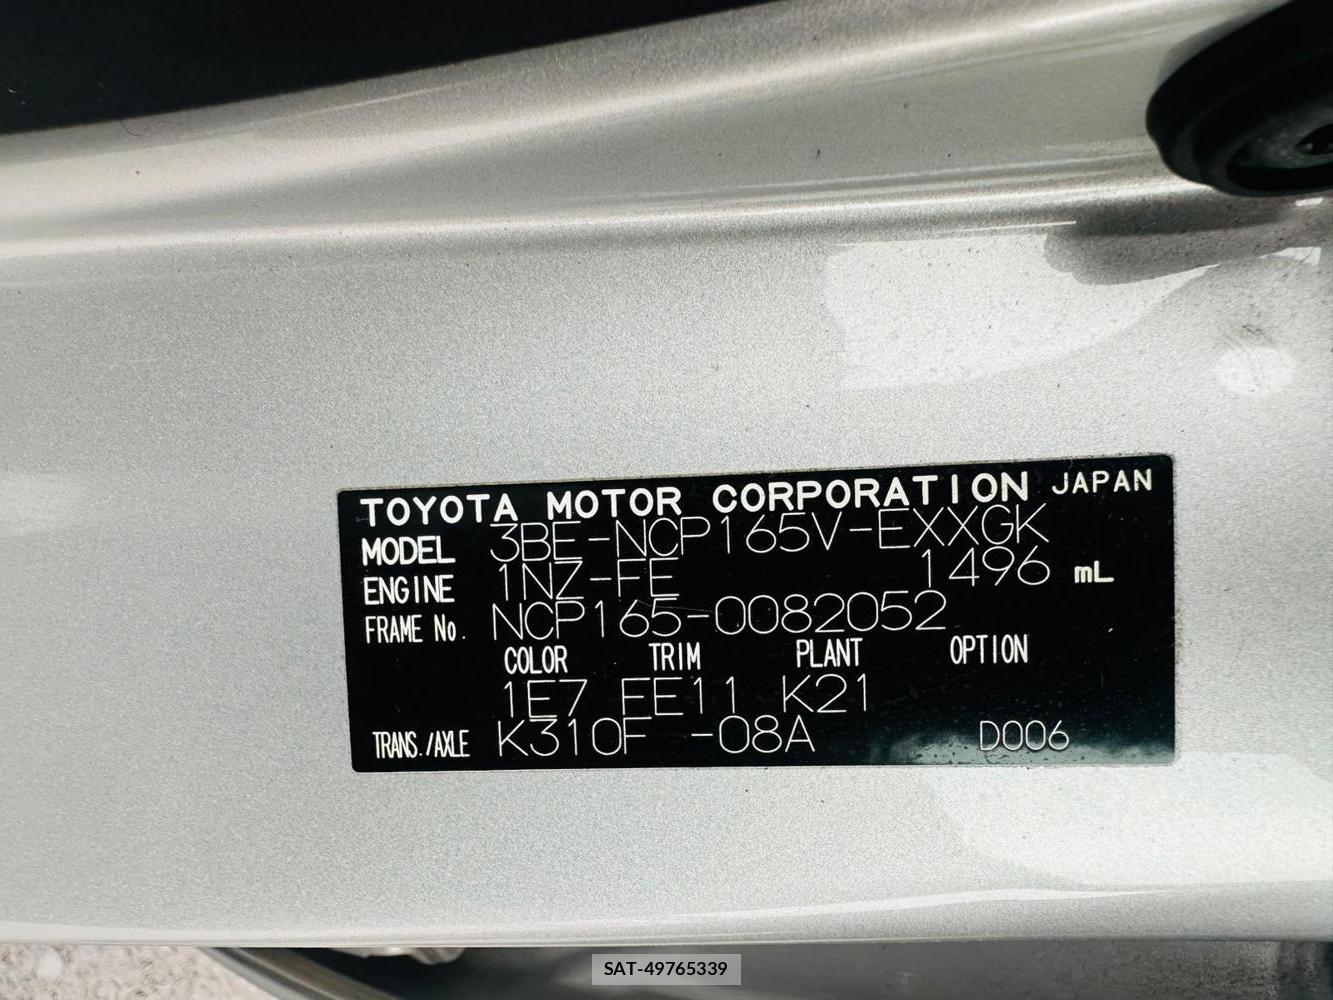 TOYOTA MOTOR CORPORATION JAPAN
MODEL 3BE-NCP165V-EXXGK
ENGINE 1NZ-FE 1496 mL
FRAME No. NCP165-0082052
COLOR TRIM PLANT OPTION
1E7 FE11 K21
TRANS./AXLE K310F -08A D006
SAT-49765339